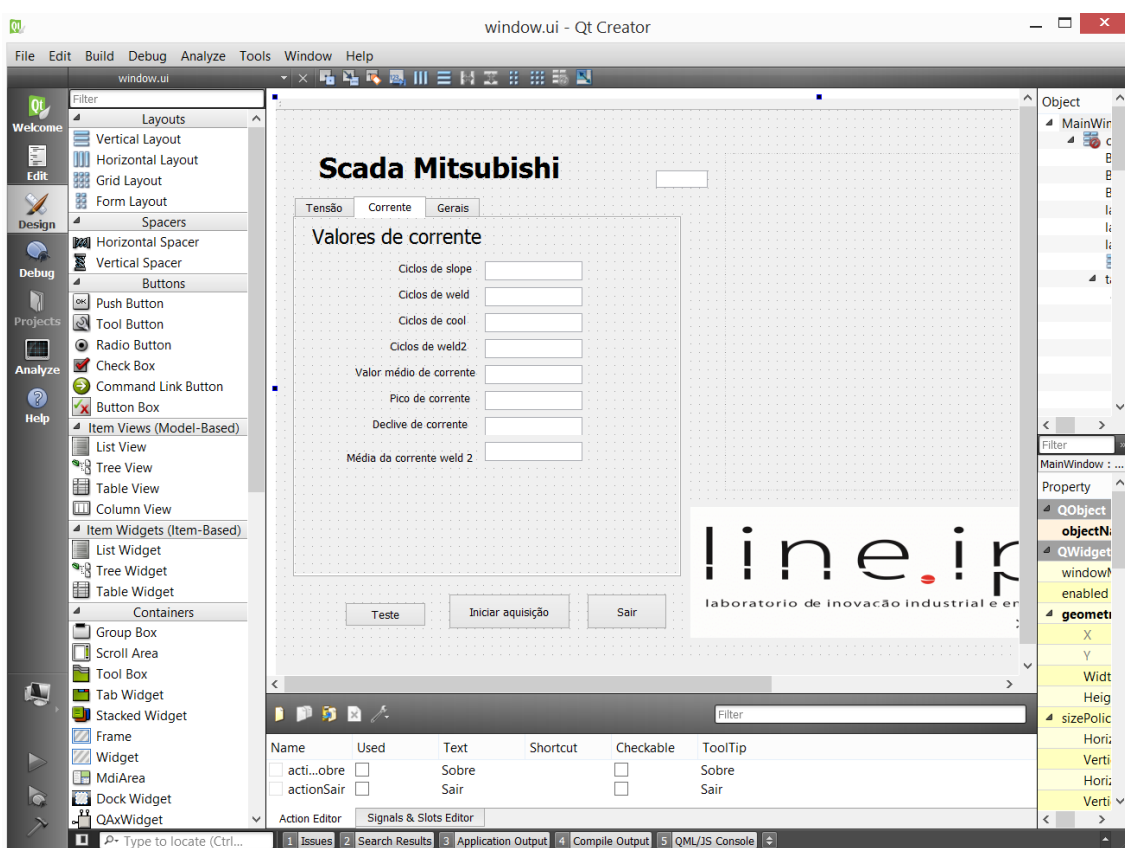 window.ui - Qt Creator
File Edit Build Debug Analyze Tools Window Help
window.ui
Welcome
Edit
Design
Debug
Projects
Analyze
Help
Filter
Layouts
Vertical Layout
Horizontal Layout
Grid Layout
Form Layout
Spacers
Horizontal Spacer
Vertical Spacer
Buttons
Push Button
Tool Button
Radio Button
Check Box
Command Link Button
Button Box
Item Views (Model-Based)
List View
Tree View
Table View
Column View
Item Widgets (Item-Based)
List Widget
Tree Widget
Table Widget
Containers
Group Box
Scroll Area
Tool Box
Tab Widget
Stacked Widget
Frame
Widget
MdiArea
Dock Widget
QAxWidget
Scada Mitsubishi
Tensão Corrente Gerais
Valores de corrente
Ciclos de slope
Ciclos de weld
Ciclos de cool
Ciclos de weld2
Valor médio de corrente
Pico de corrente
Declive de corrente
Média da corrente weld 2
Teste Iniciar aquisição Sair
line.ip
laboratorio de inovacão industrial e er
Filter
Name Used Text Shortcut Checkable ToolTip
acti...obre Sobre Sobre
actionSair Sair Sair
Action Editor Signals & Slots Editor
Object
MainWin
Filter
MainWindow : ...
Property
QObject
objectNa
QWidget
windowM
enabled
geometr
X
Y
Widt
Heig
sizePolic
Horiz
Verti
Horiz
Verti
Type to locate (Ctrl...
1 Issues 2 Search Results 3 Application Output 4 Compile Output 5 QML/JS Console